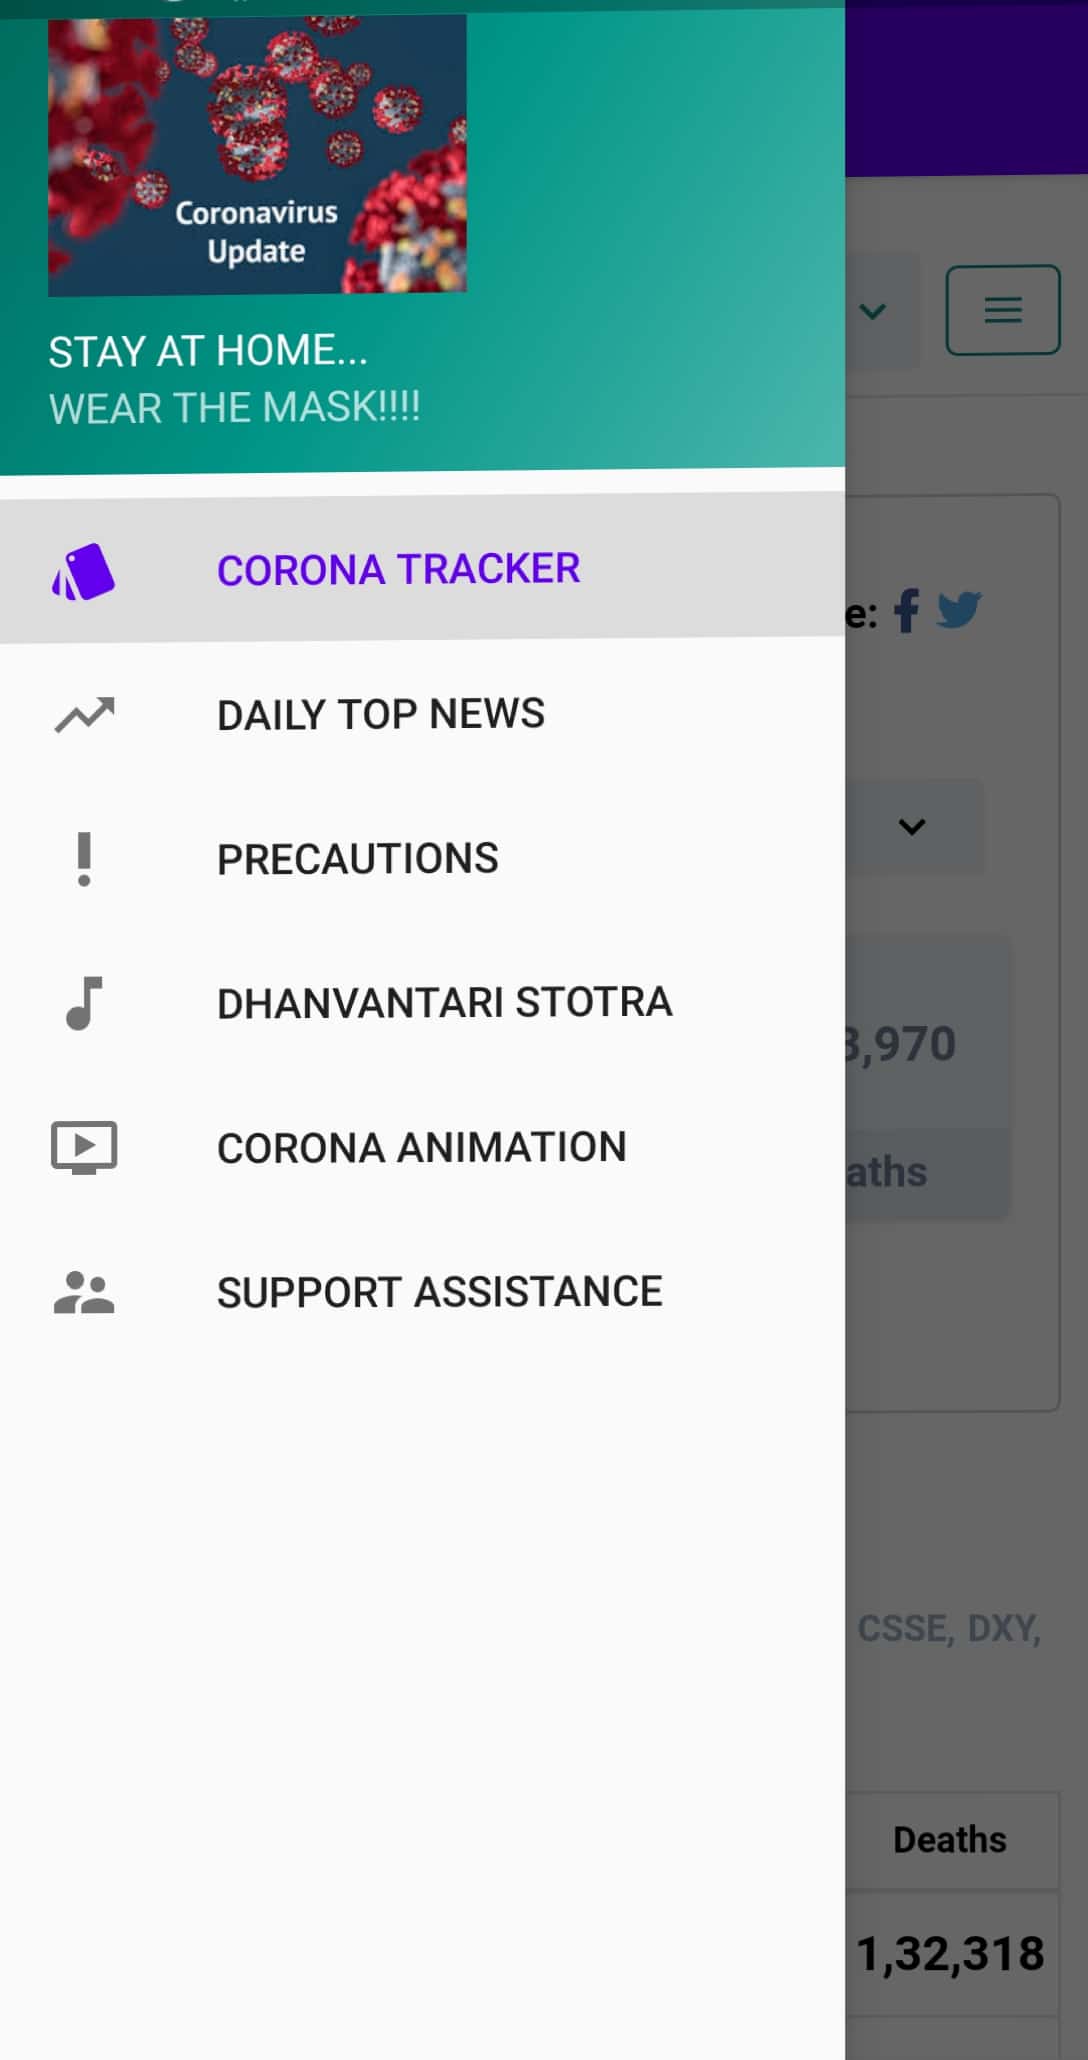 Coronavirus
Update
STAY AT HOME...
WEAR THE MASK!!!!
CORONA TRACKER
DAILY TOP NEWS
PRECAUTIONS
DHANVANTARI STOTRA
CORONA ANIMATION
SUPPORT ASSISTANCE
e:
3,970
aths
CSSE, DXY,
Deaths
1,32,318